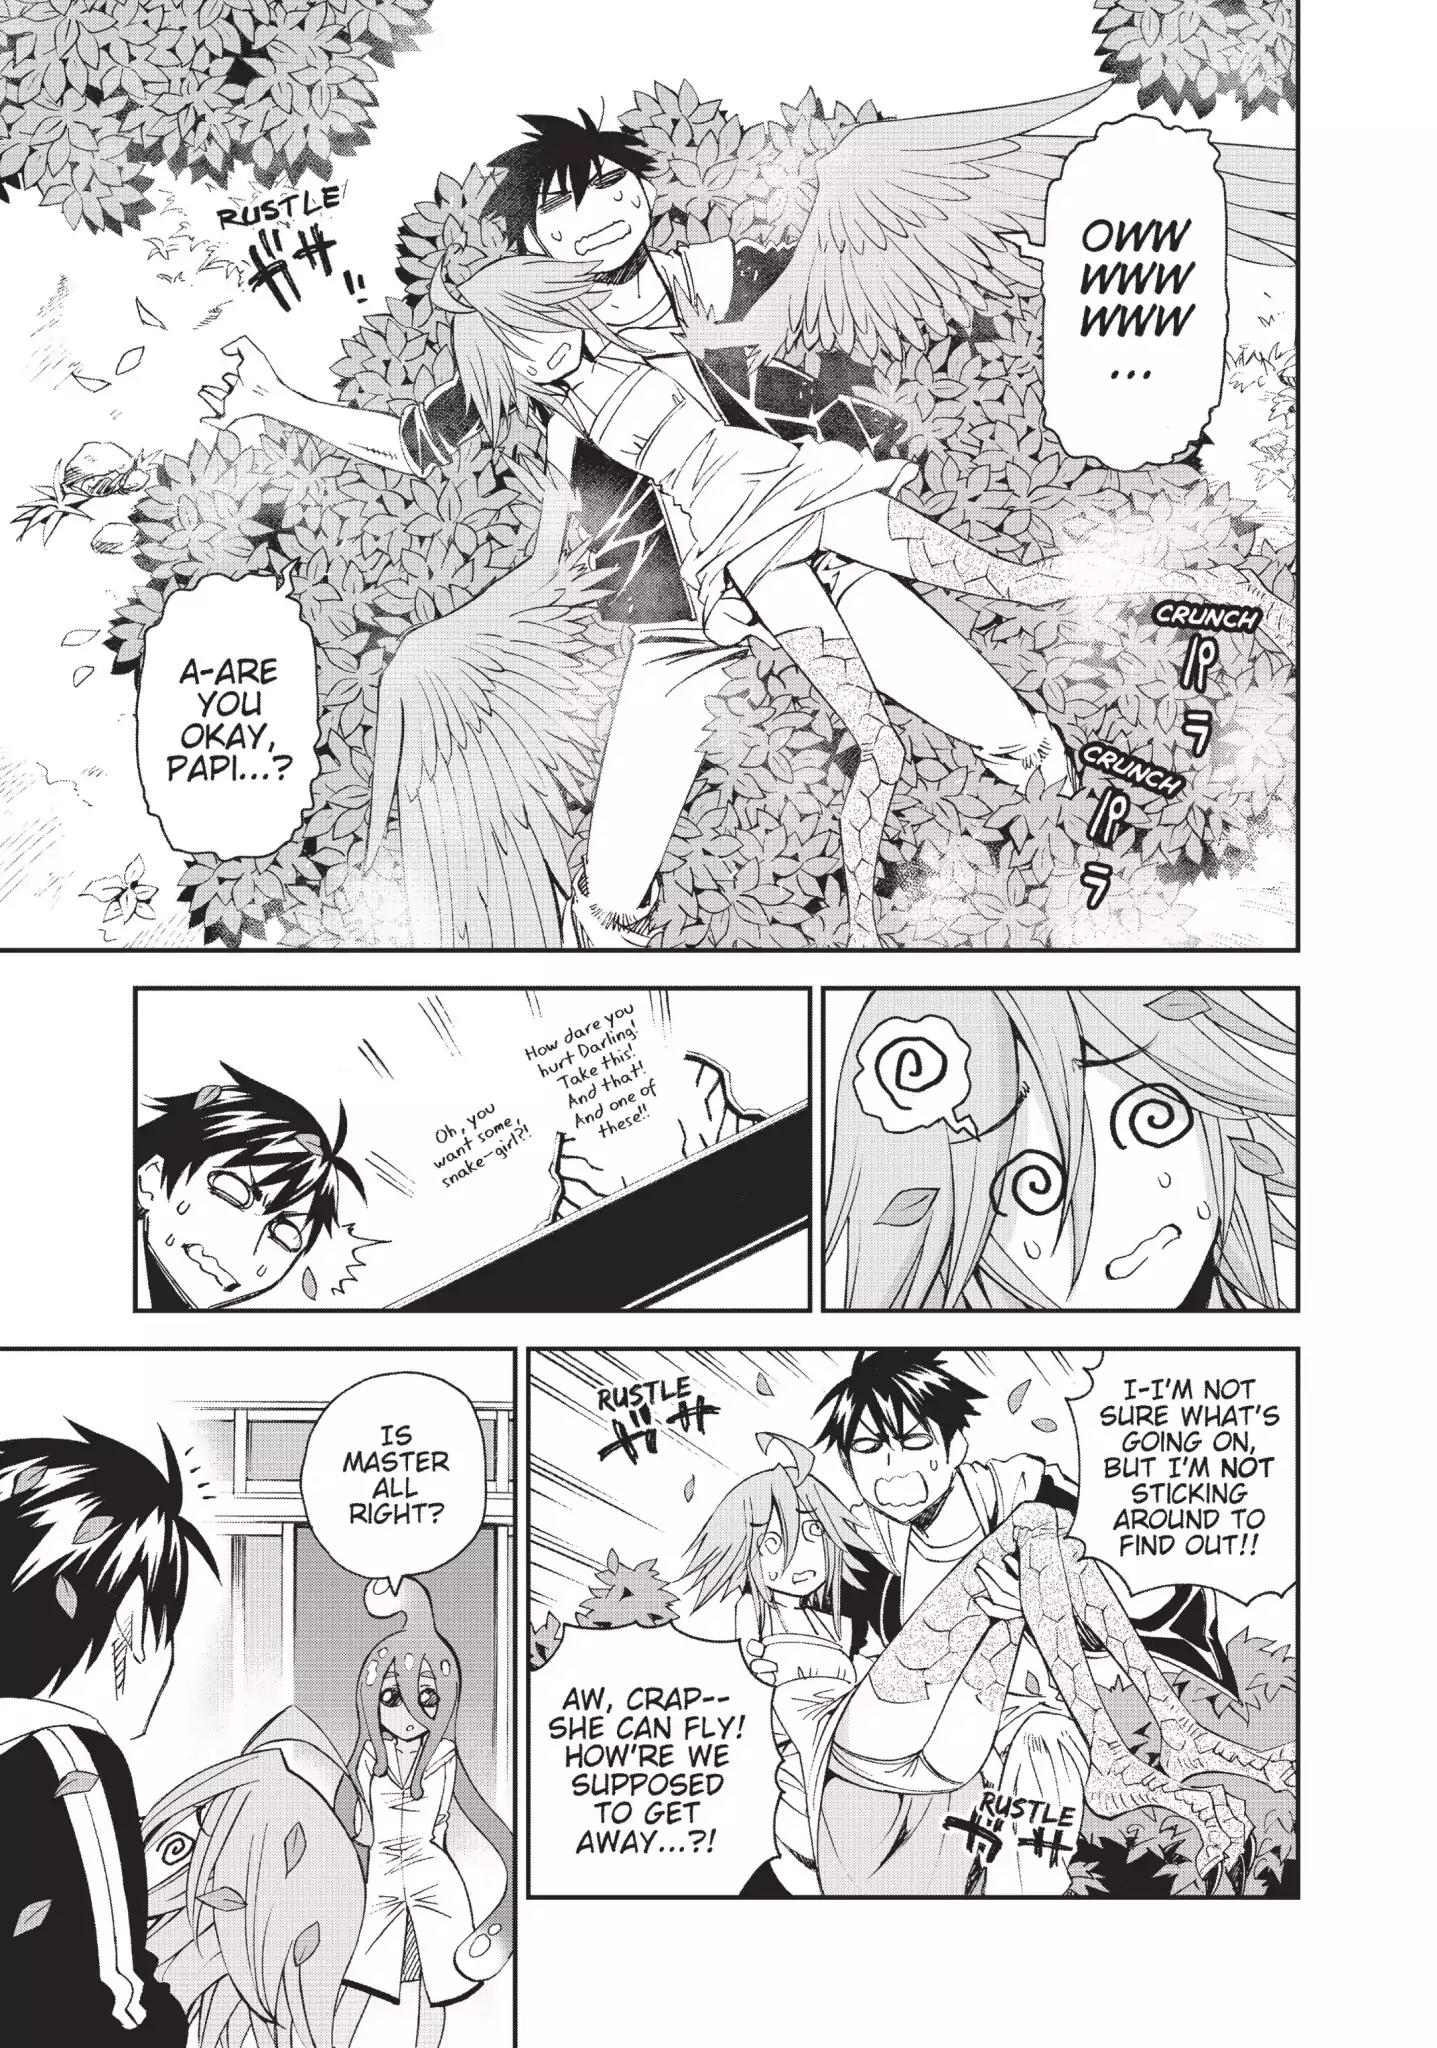 OWW
WWW
WWW
...
RUSTLE
ガサ
!!
CRUNCH
パラ
CRUNCH
パラ
A-ARE
YOU
OKAY,
PAPI...?
How dare you
hurt Darling!
Take this!
And that!
And one of
these!!
Oh, you
want some,
snake-girl?!
I-I'M NOT
SURE WHAT'S
GOING ON,
BUT I'M NOT
STICKING
AROUND TO
FIND OUT!!
RUSTLE
ガサ
AW, CRAP--
SHE CAN FLY!
HOW'RE WE
SUPPOSED
TO GET
AWAY...?!
RUSTLE
ガサ
IS
MASTER
ALL
RIGHT?